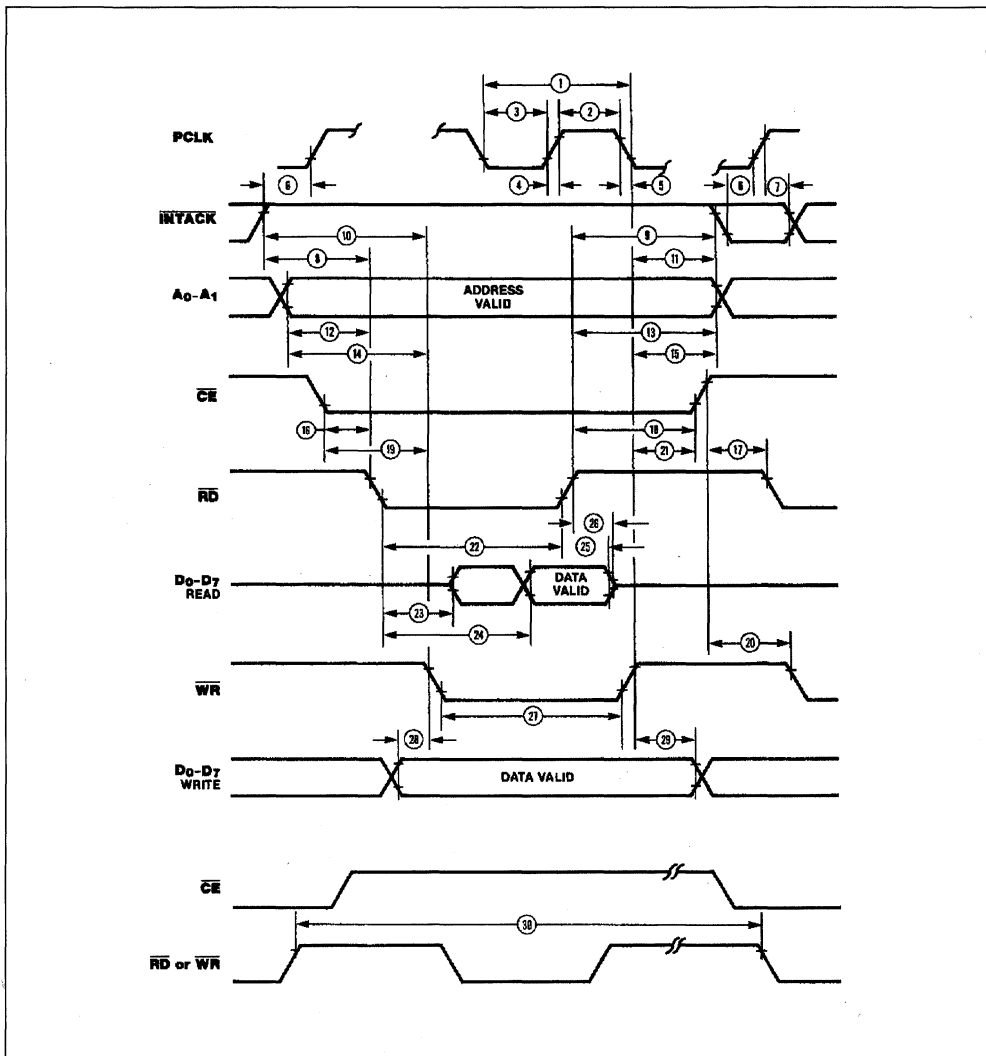 1
3 2
PCLK
6 4 5 6 7
INTACK
10 9
8 11
A0-A1 ADDRESS
VALID
12 13
14 15
CE
16 18
19 21 17
RD
26
22 25
D0-D7
READ
DATA
VALID
23
24 20
WR
27
28 29
D0-D7
WRITE
DATA VALID
CE
30
RD or WR